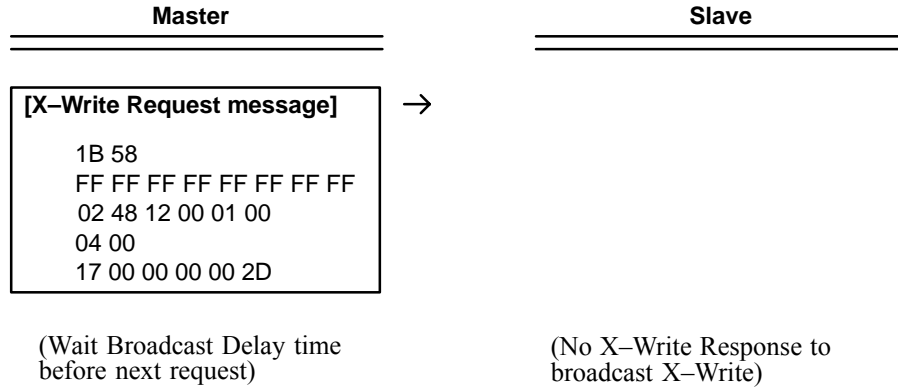 Master
Slave
[X–Write Request message] →
1B 58
FF FF FF FF FF FF FF FF
02 48 12 00 01 00
04 00
17 00 00 00 00 2D
(Wait Broadcast Delay time
before next request)
(No X–Write Response to
broadcast X–Write)